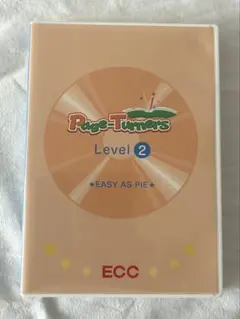 Page-Turners
Level 2
★EASY AS PIE★
ECC